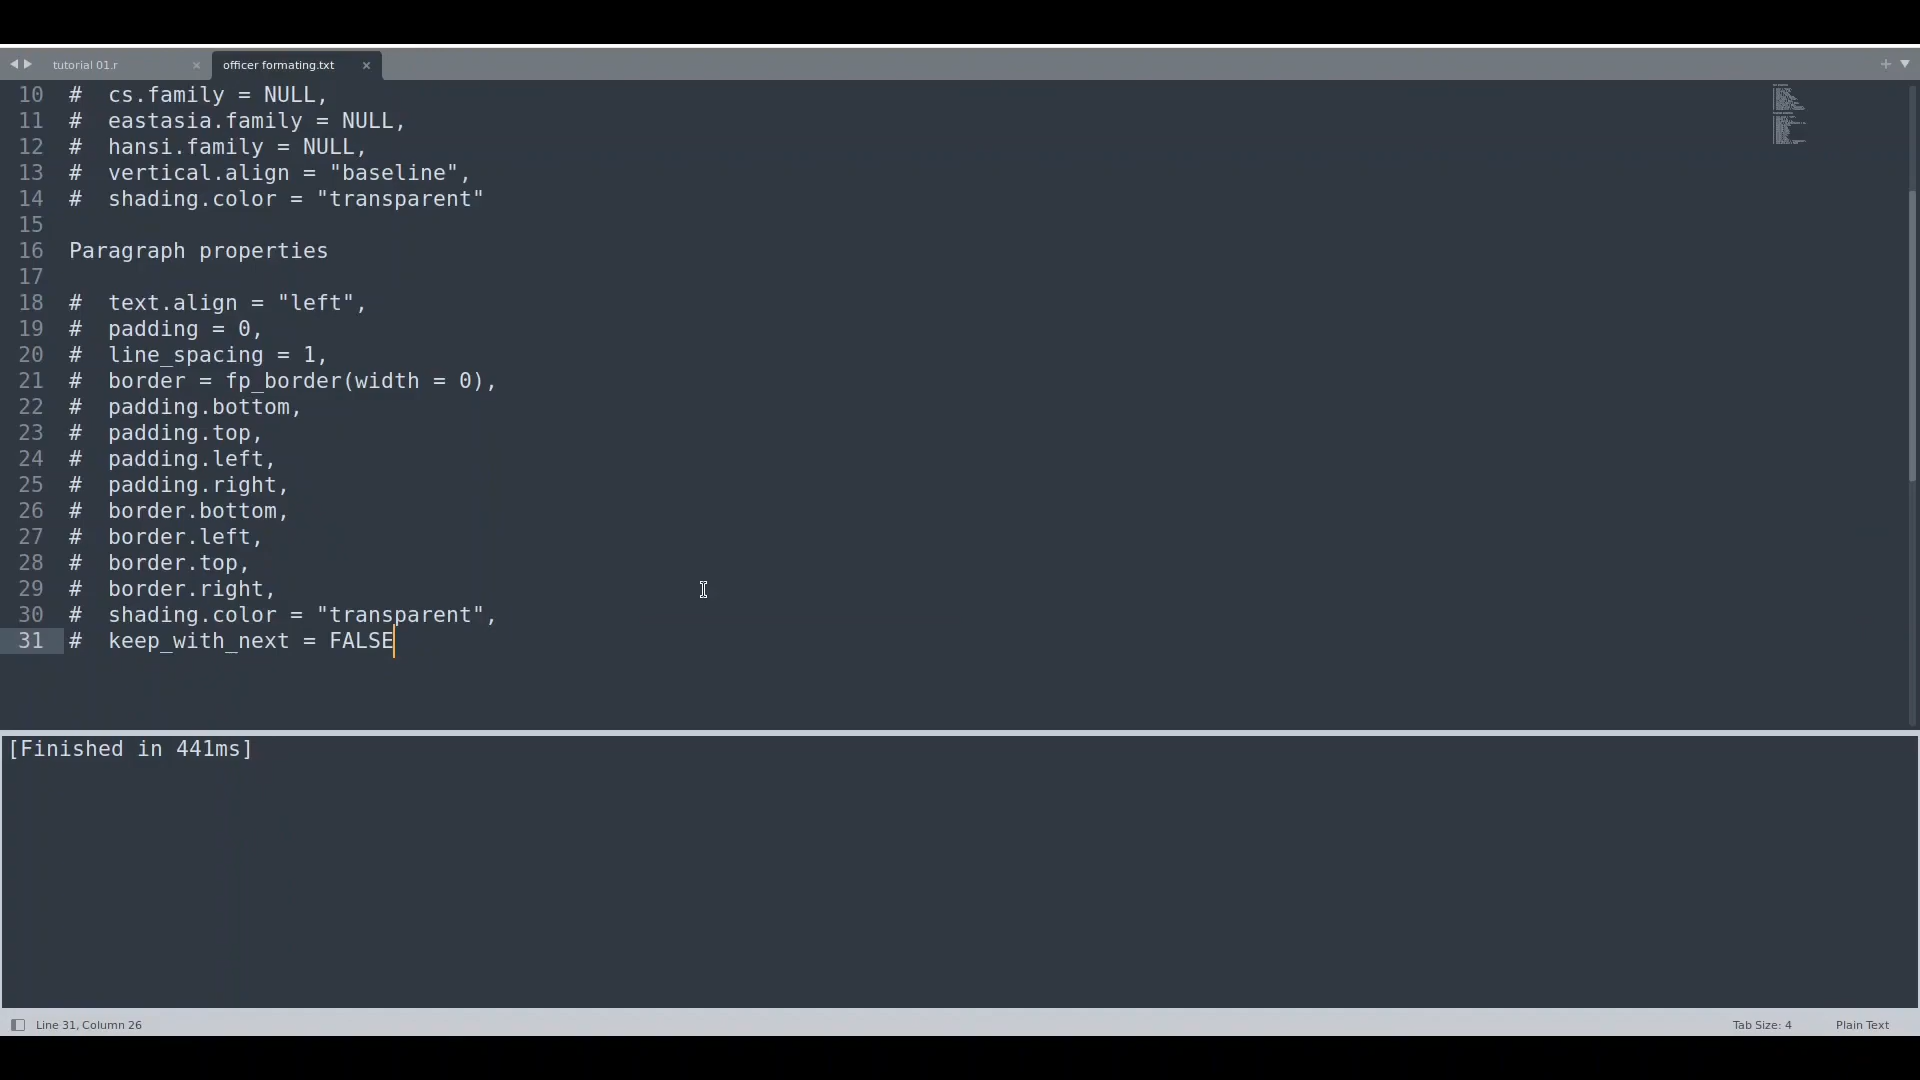 tutorial 01.r ×
officer formating.txt ×
10 #  cs.family = NULL,
11 #  eastasia.family = NULL,
12 #  hansi.family = NULL,
13 #  vertical.align = "baseline",
14 #  shading.color = "transparent"
15
16 Paragraph properties
17
18 #  text.align = "left",
19 #  padding = 0,
20 #  line_spacing = 1,
21 #  border = fp_border(width = 0),
22 #  padding.bottom,
23 #  padding.top,
24 #  padding.left,
25 #  padding.right,
26 #  border.bottom,
27 #  border.left,
28 #  border.top,
29 #  border.right,
30 #  shading.color = "transparent",
31 #  keep_with_next = FALSE
[Finished in 441ms]
Line 31, Column 26
Tab Size: 4
Plain Text